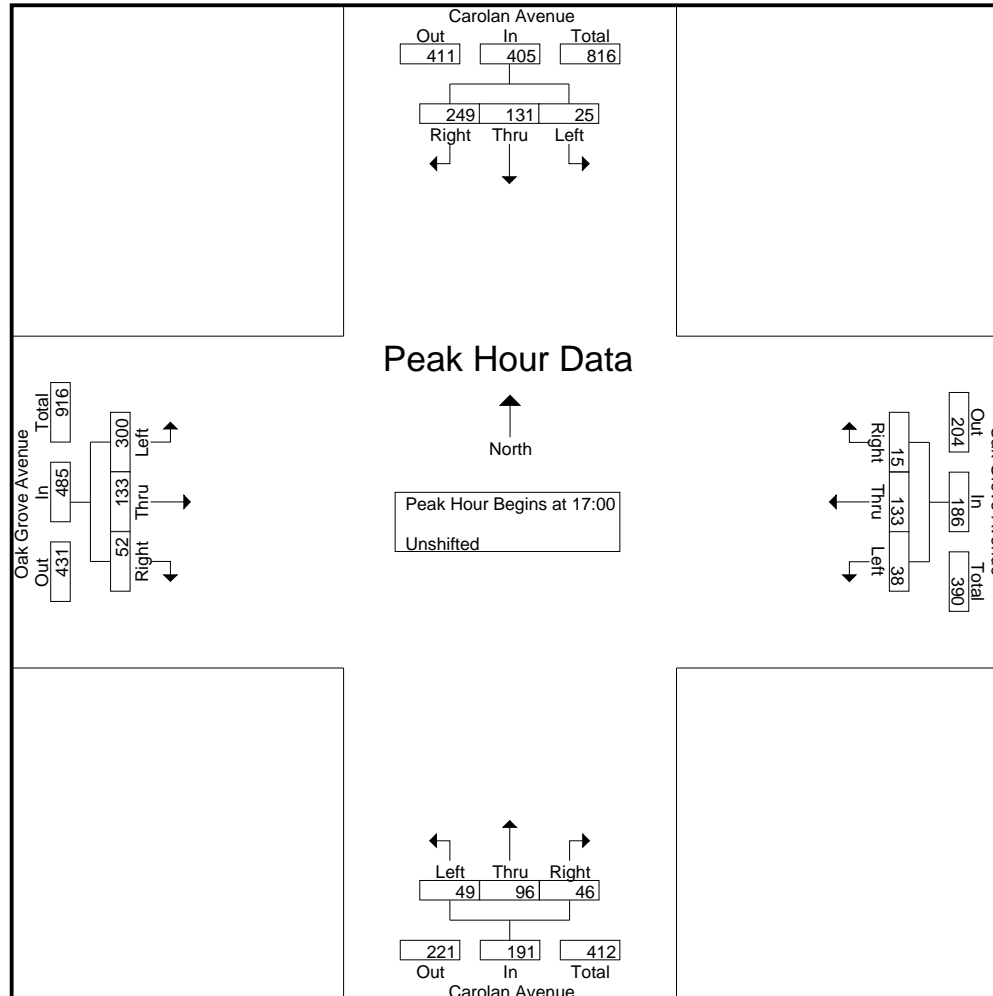 Carolan Avenue
Out In Total
411 405 816
249 131 25
Right Thru Left
Peak Hour Data
North
Peak Hour Begins at 17:00
Unshifted
Oak Grove Avenue
Total In Out
916 485 431
300 133 52
Left Thru Right
Out In Total
204 186 390
15 133 38
Right Thru Left
Left Thru Right
49 96 46
221 191 412
Out In Total
Carolan Avenue